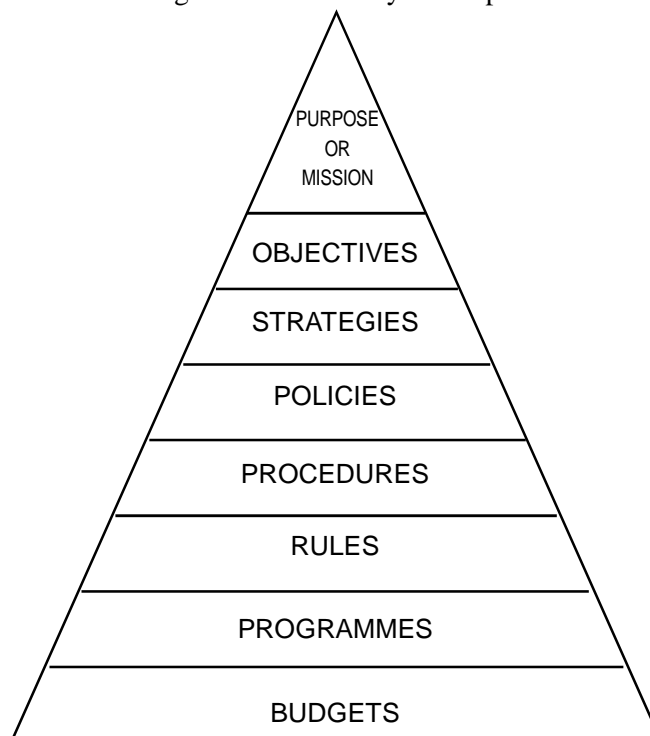 PURPOSE
OR
MISSION
OBJECTIVES
STRATEGIES
POLICIES
PROCEDURES
RULES
PROGRAMMES
BUDGETS